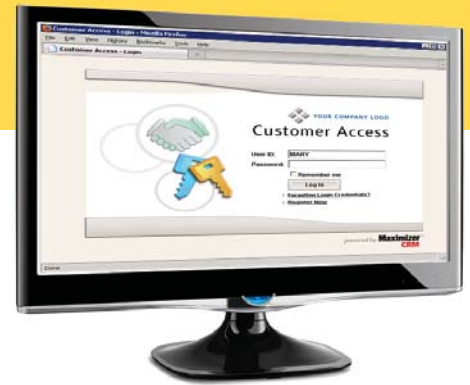 Customer Access - Login - Mozilla Firefox
File Edit View History Bookmarks Tools Help
Customer Access - Login
YOUR COMPANY LOGO
Customer Access
User ID: MARY
Password:
Remember me
Log In
Forgotten Login Credentials?
Register Now
powered by Maximizer
CRM
Done